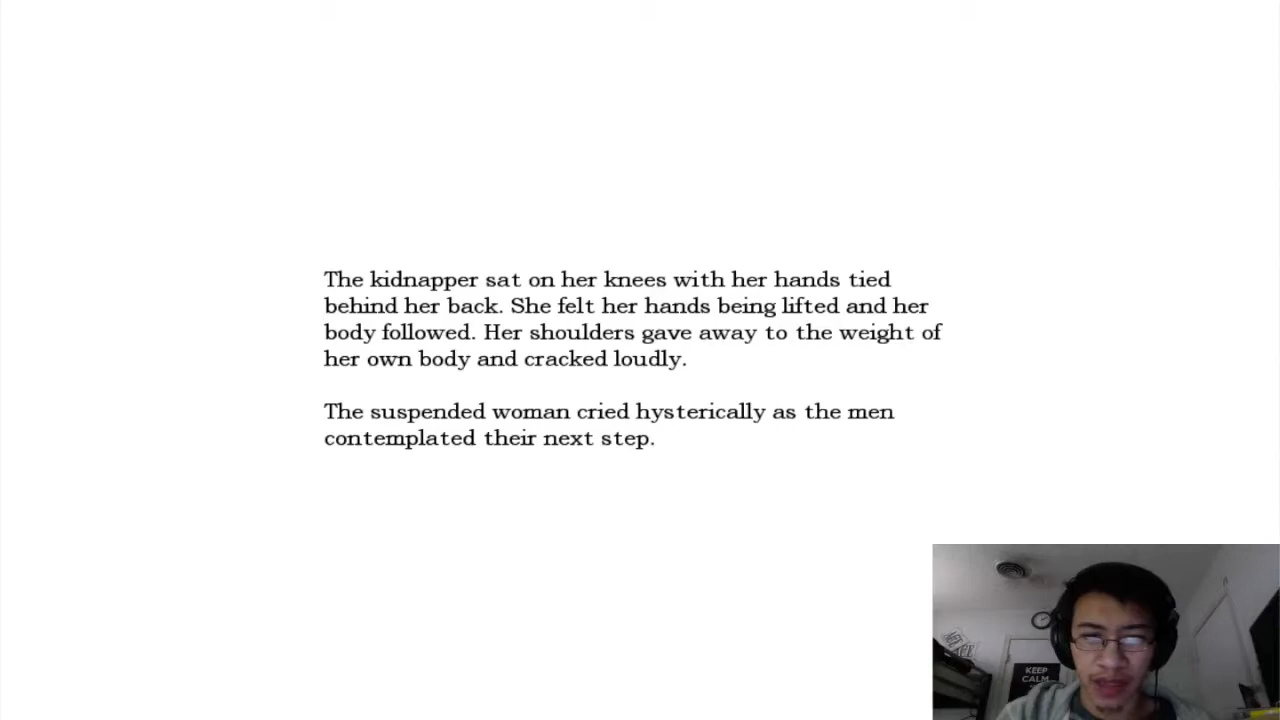 The kidnapper sat on her knees with her hands tied
behind her back. She felt her hands being lifted and her
body followed. Her shoulders gave away to the weight of
her own body and cracked loudly.
The suspended woman cried hysterically as the men
contemplated their next step.
KEEP
CALM